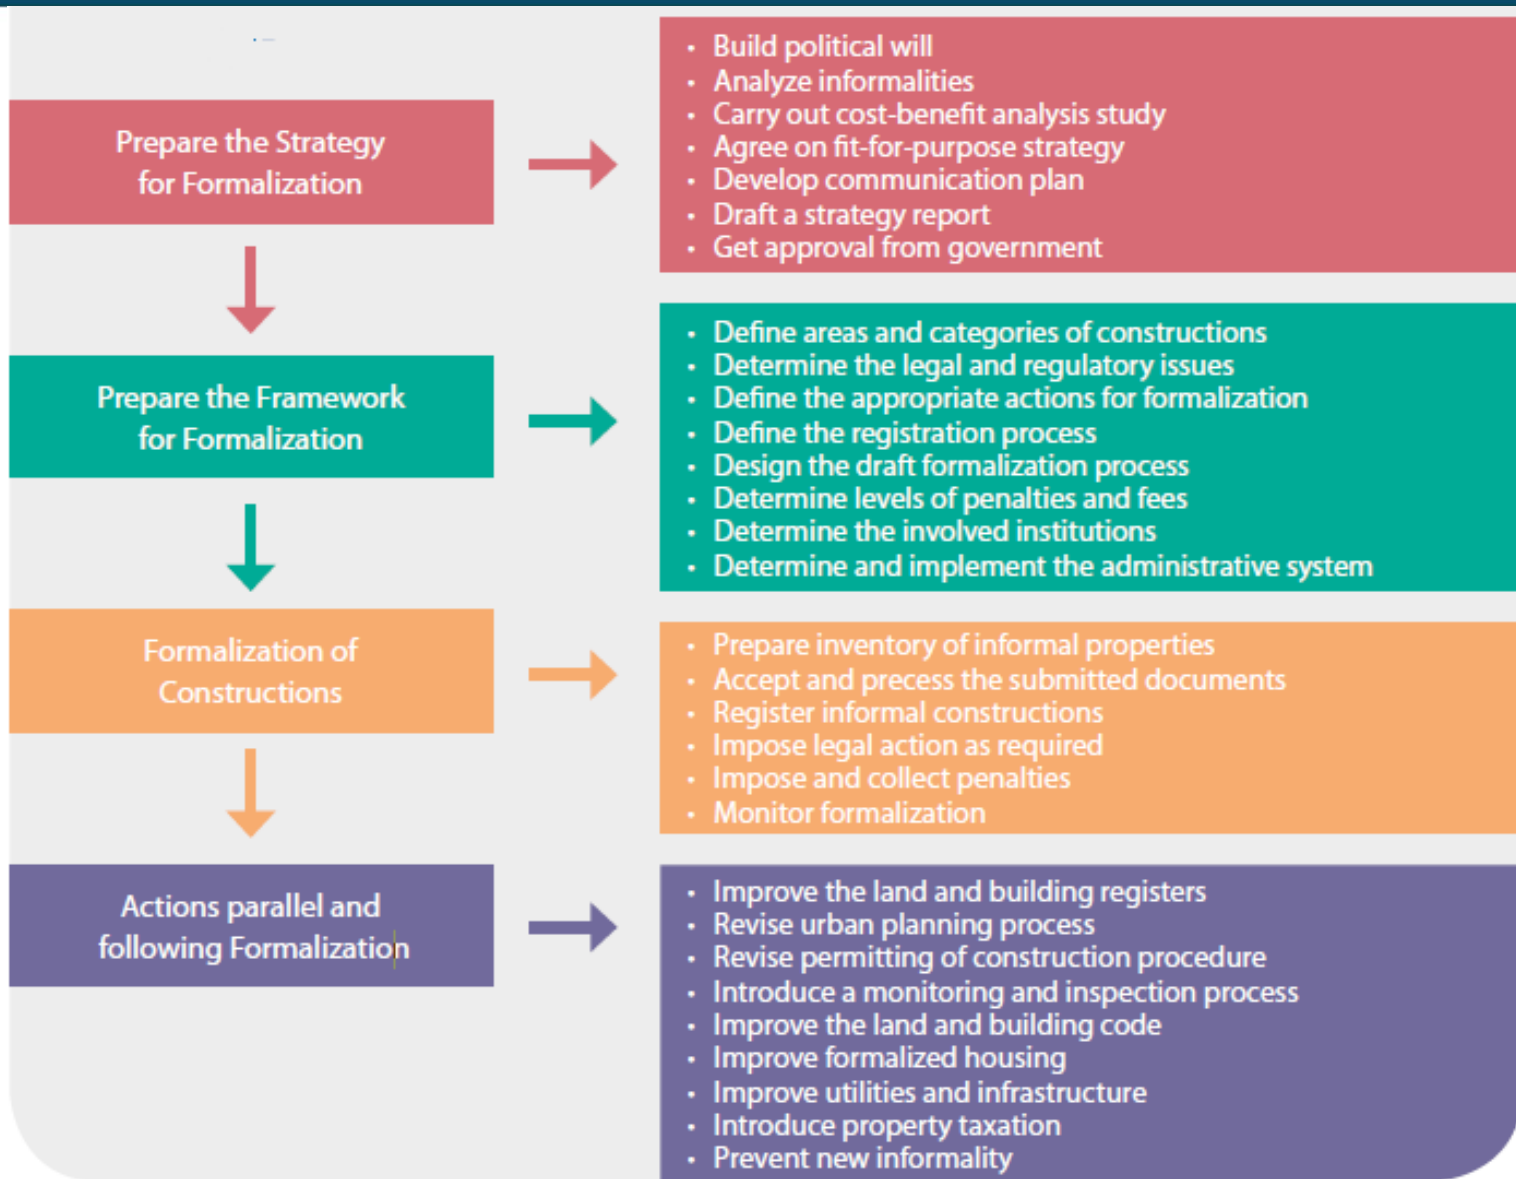 Prepare the Strategy
for Formalization
• Build political will
• Analyze informalities
• Carry out cost-benefit analysis study
• Agree on fit-for-purpose strategy
• Develop communication plan
• Draft a strategy report
• Get approval from government
Prepare the Framework
for Formalization
• Define areas and categories of constructions
• Determine the legal and regulatory issues
• Define the appropriate actions for formalization
• Define the registration process
• Design the draft formalization process
• Determine levels of penalties and fees
• Determine the involved institutions
• Determine and implement the administrative system
Formalization of
Constructions
• Prepare inventory of informal properties
• Accept and precess the submitted documents
• Register informal constructions
• Impose legal action as required
• Impose and collect penalties
• Monitor formalization
Actions parallel and
following Formalization
• Improve the land and building registers
• Revise urban planning process
• Revise permitting of construction procedure
• Introduce a monitoring and inspection process
• Improve the land and building code
• Improve formalized housing
• Improve utilities and infrastructure
• Introduce property taxation
• Prevent new informality